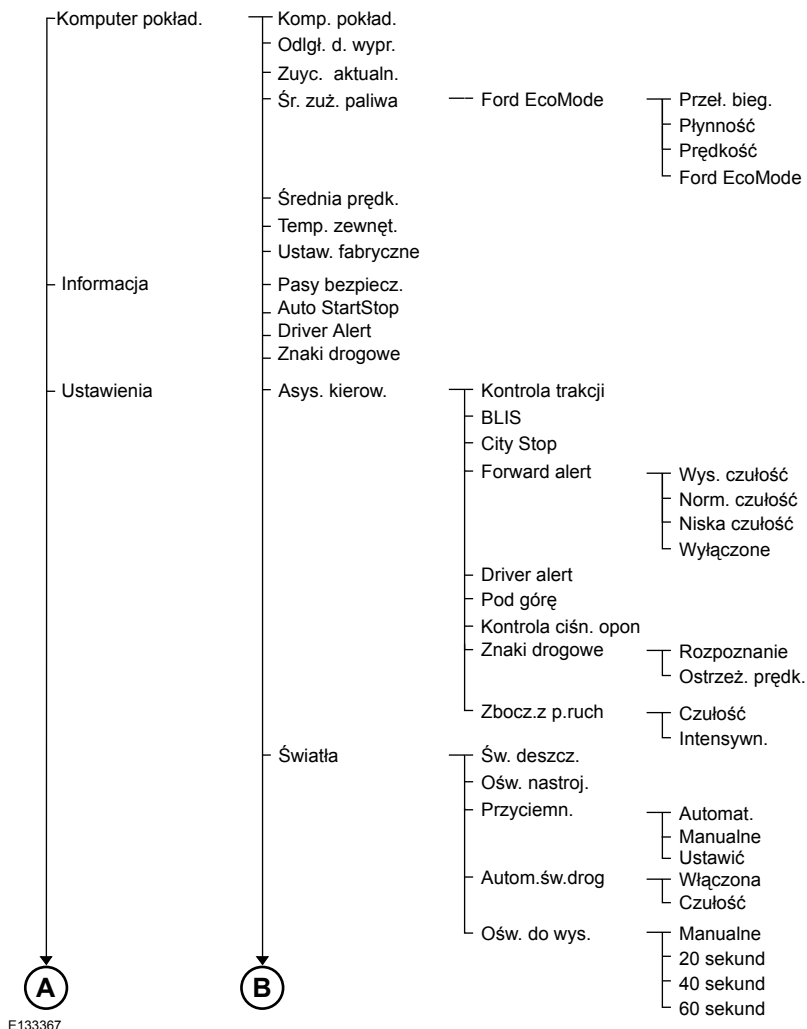 Komputer pokład. Komp. pokład.
Odlgł. d. wypr.
Zuyc. aktualn.
Śr. zuż. paliwa Ford EcoMode Przeł. bieg.
Płynność
Prędkość
Ford EcoMode
Średnia prędk.
Temp. zewnęt.
Ustaw. fabryczne
Informacja Pasy bezpiecz.
Auto StartStop
Driver Alert
Znaki drogowe
Ustawienia Asys. kierow. Kontrola trakcji
BLIS
City Stop
Forward alert Wys. czułość
Norm. czułość
Niska czułość
Wyłączone
Driver alert
Pod górę
Kontrola ciśn. opon
Znaki drogowe Rozpoznanie
Ostrzeż. prędk.
Zbocz.z p.ruch Czułość
Intensywn.
Światła Św. deszcz.
Ośw. nastroj.
Przyciemn. Automat.
Manualne
Ustawić
Autom.św.drog Włączona
Czułość
Ośw. do wys. Manualne
20 sekund
40 sekund
60 sekund
A B
E133367